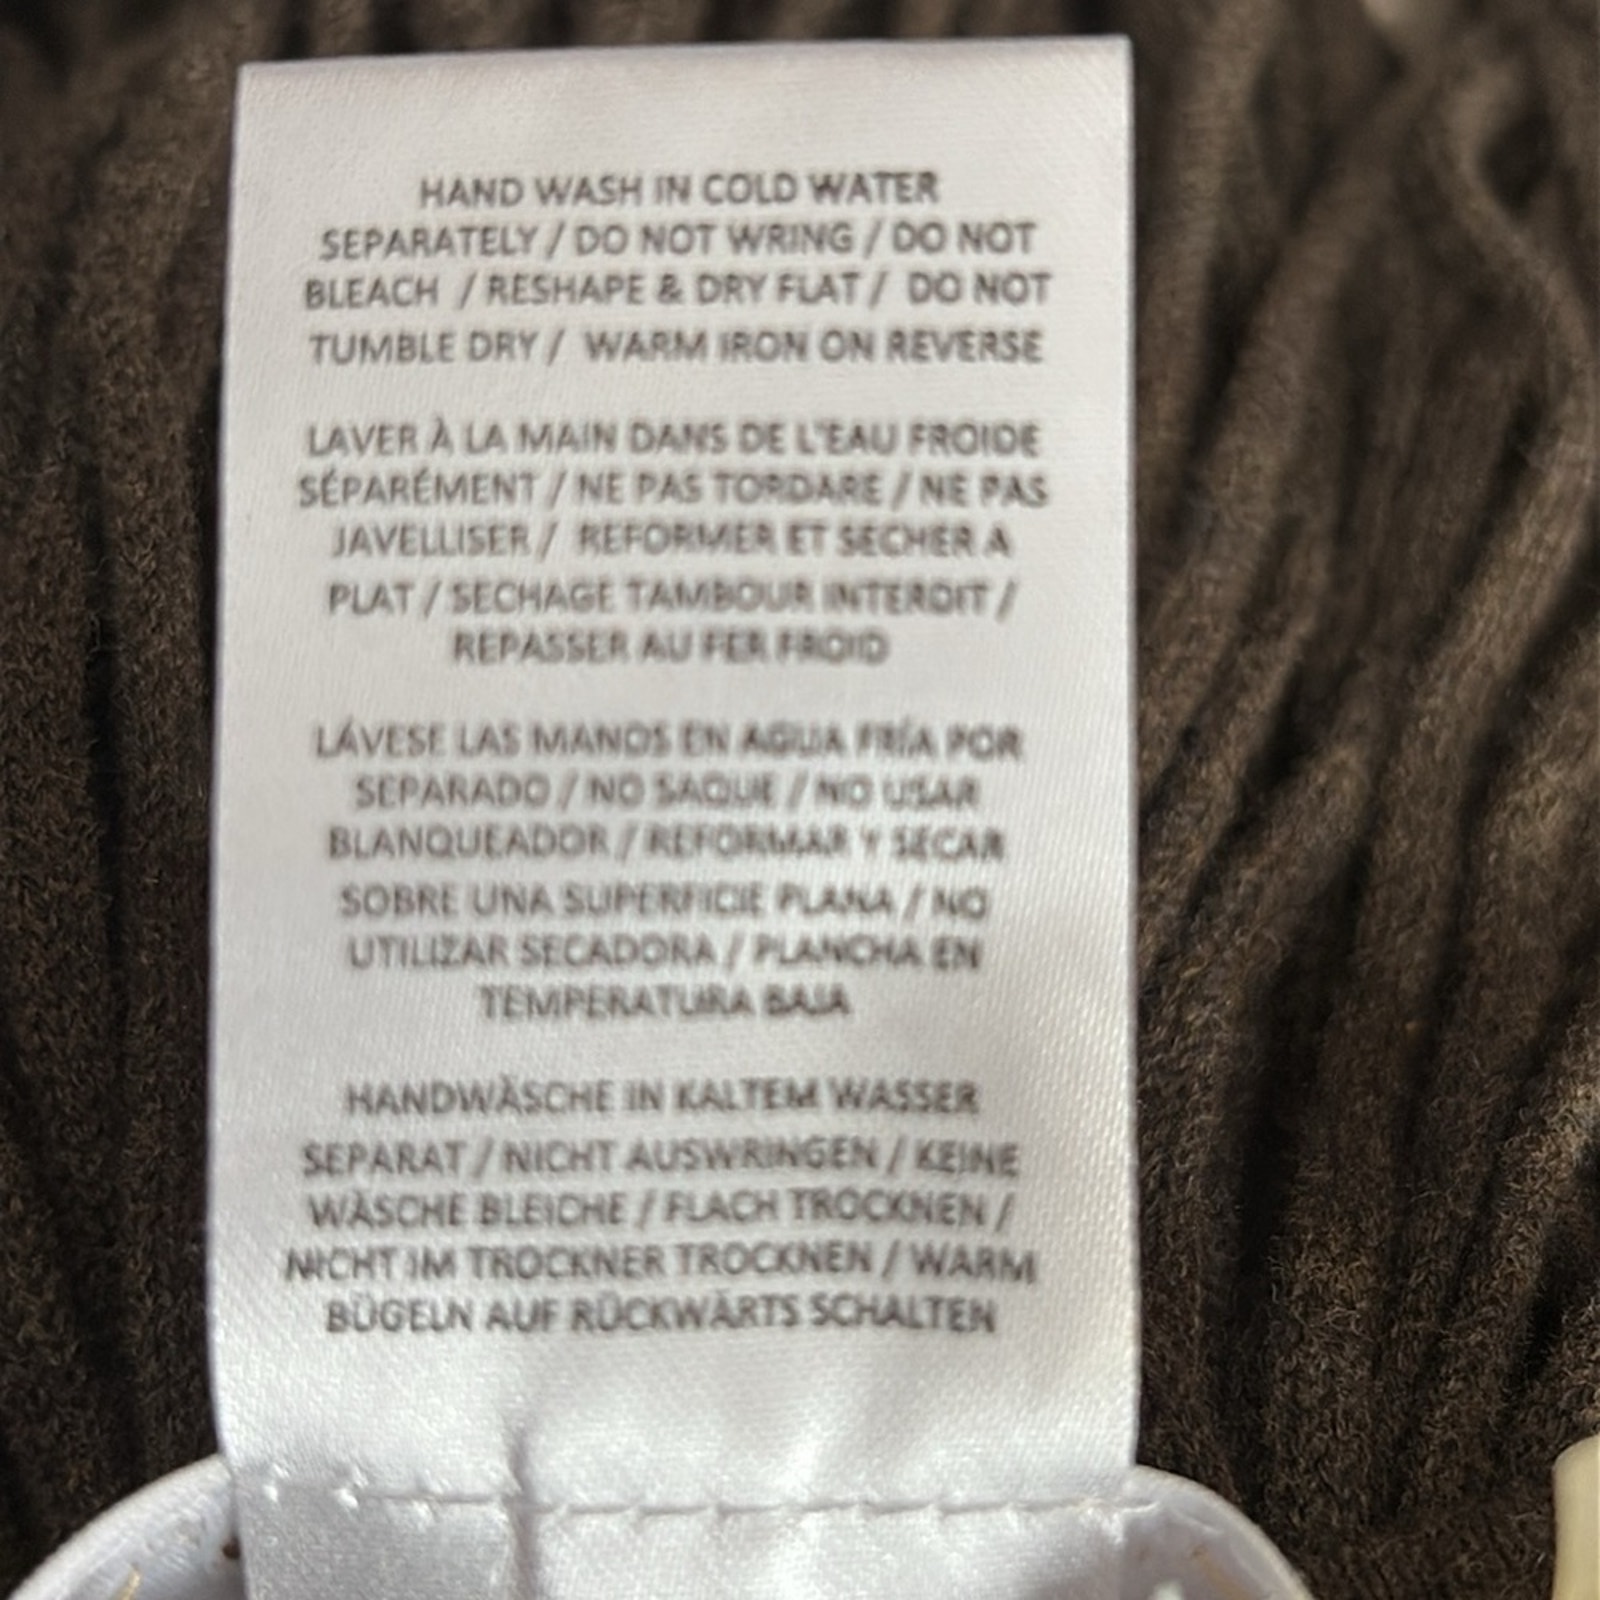 HAND WASH IN COLD WATER
SEPARATELY / DO NOT WRING / DO NOT
BLEACH / RESHAPE & DRY FLAT / DO NOT
TUMBLE DRY / WARM IRON ON REVERSE
LAVER À LA MAIN DANS DE L'EAU FROIDE
SÉPARÉMENT / NE PAS TORDARE / NE PAS
JAVELLISER / REFORMER ET SECHER A
PLAT / SECHAGE TAMBOUR INTERDIT /
REPASSER AU FER FROID
LÁVESE LAS MANOS EN AGUA FRÍA POR
SEPARADO / NO SAQUE / NO USAR
BLANQUEADOR / REFORMAR Y SECAR
SOBRE UNA SUPERFICIE PLANA / NO
UTILIZAR SECADORA / PLANCHA EN
TEMPERATURA BAJA
HANDWÄSCHE IN KALTEM WASSER
SEPARAT / NICHT AUSWRINGEN / KEINE
WÄSCHE BLEICHE / FLACH TROCKNEN /
NICHT IM TROCKNER TROCKNEN / WARM
BÜGELN AUF RÜCKWÄRTS SCHALTEN